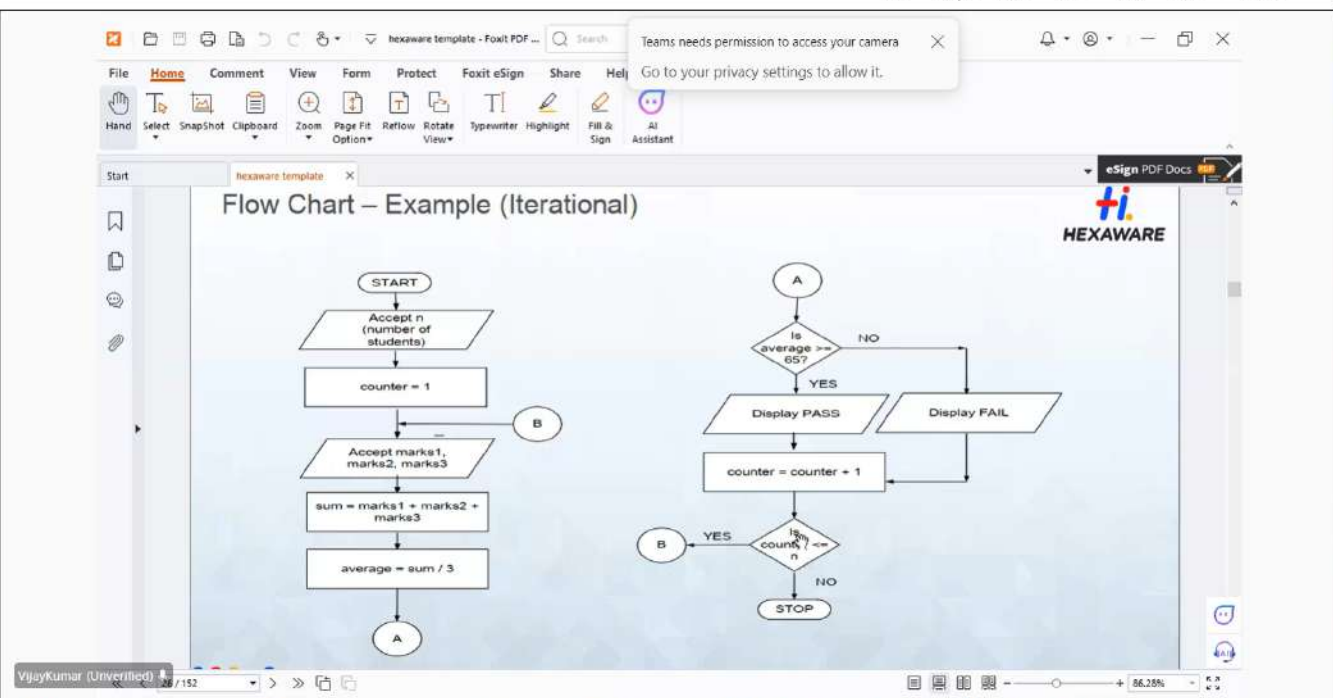 hexaware template - Foxit PDF ...
Search
Teams needs permission to access your camera
Go to your privacy settings to allow it.
File Home Comment View Form Protect Foxit eSign Share Help
Hand
Select
SnapShot
Clipboard
Zoom
Page Fit
Option
Reflow
Rotate
View
Typewriter
Highlight
Fill &
Sign
AI
Assistant
Start
hexaware template
eSign PDF Docs
Flow Chart – Example (Iterational)
HEXAWARE
START
Accept n
(number of
students)
counter = 1
B
Accept marks1,
marks2, marks3
sum = marks1 + marks2 +
marks3
average = sum / 3
A
A
Is
average >=
65?
NO
YES
Display PASS
Display FAIL
counter = counter + 1
Is
<=
n
YES
B
NO
STOP
VijayKumar (Unverified)
/ 152
86.28%